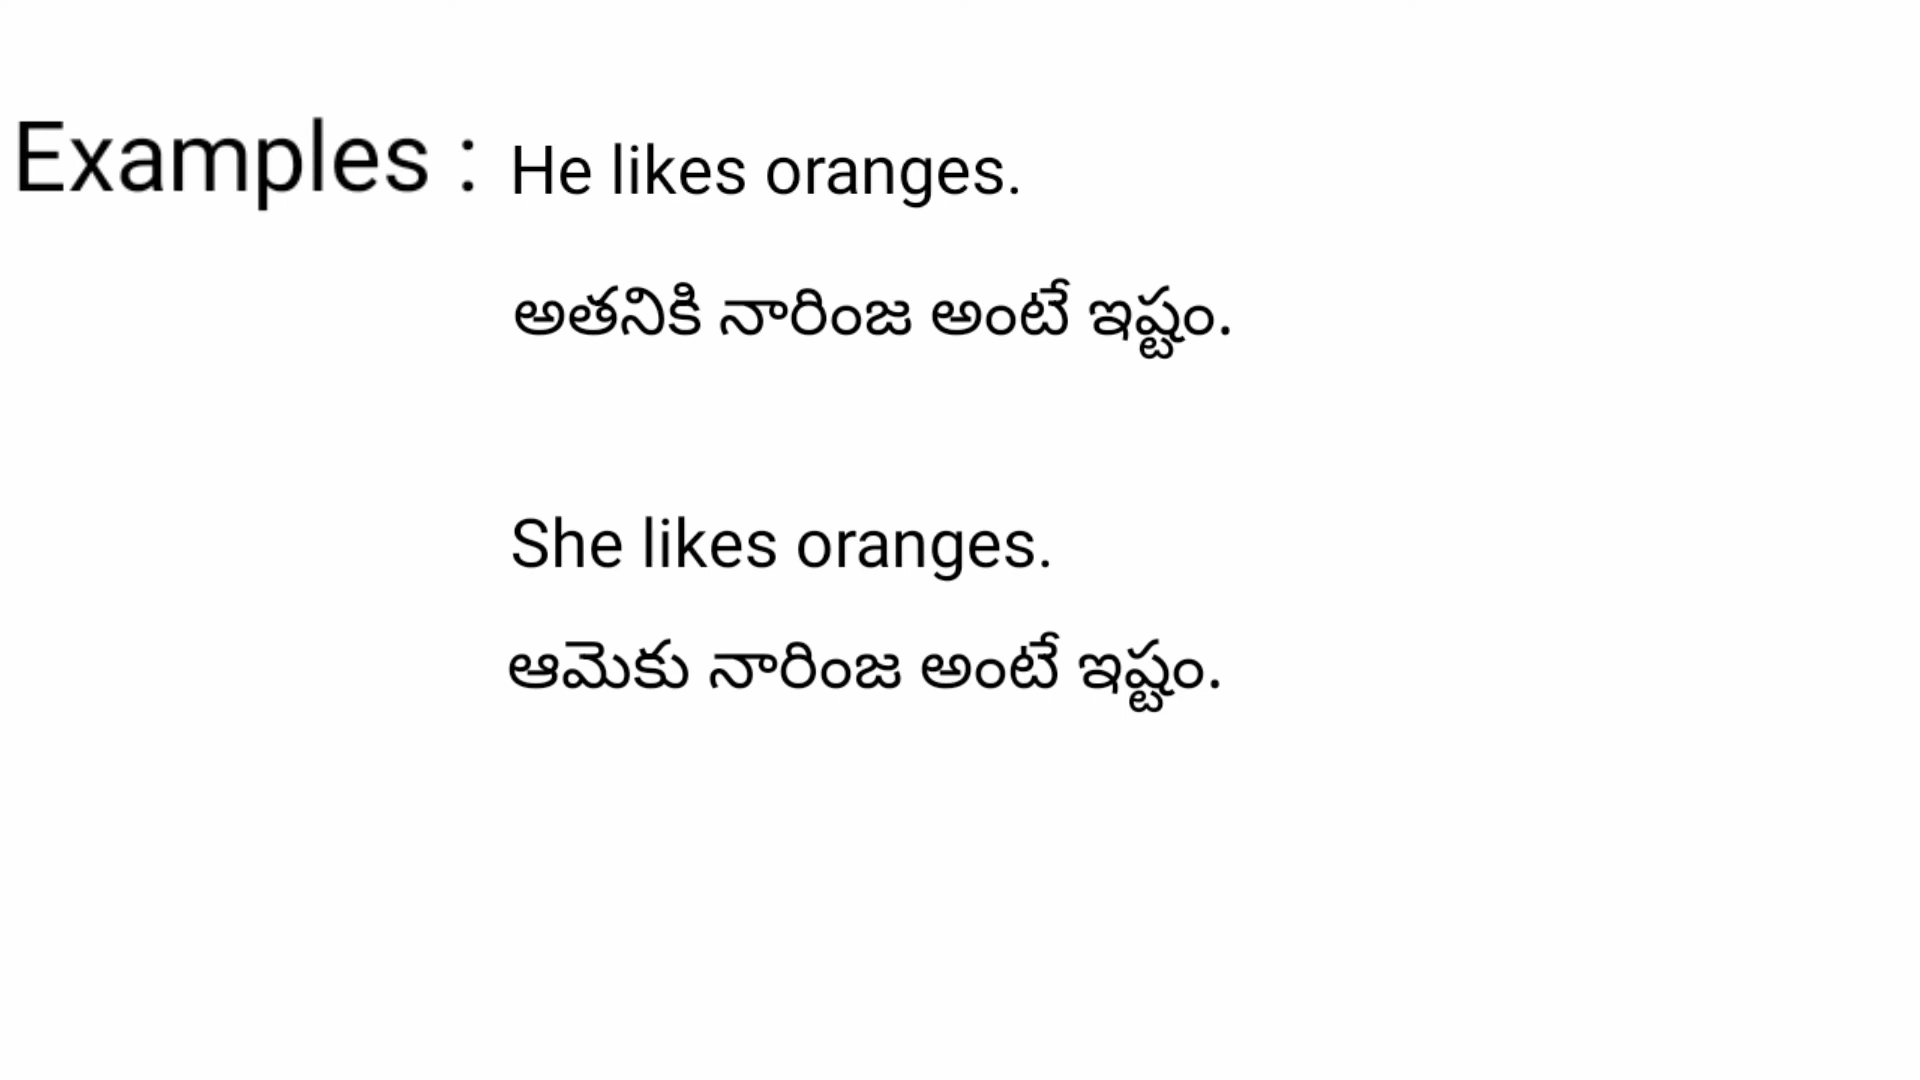 Examples : He likes oranges.
అతనికి నారింజ అంటే ఇష్టం.
She likes oranges.
ఆమెకు నారింజ అంటే ఇష్టం.